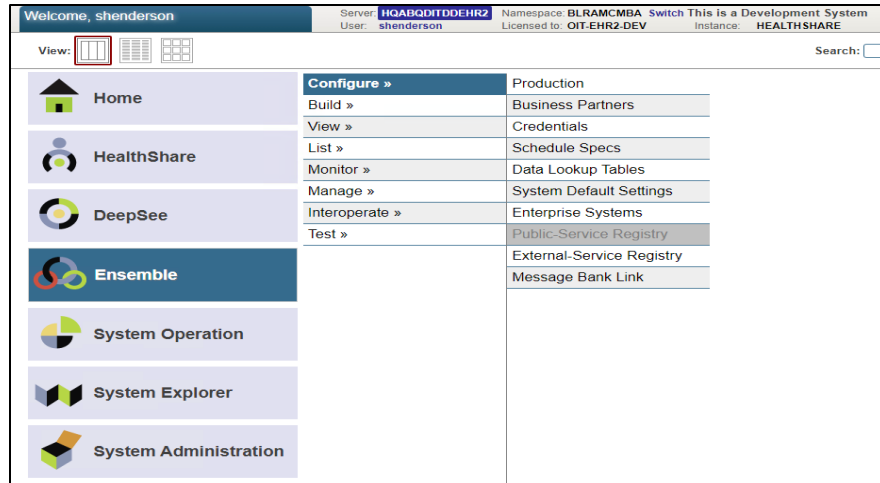 Welcome, shenderson
Server: HQABQDITDDEHR2 Namespace: BLRAMCMBA Switch This is a Development System
User: shenderson Licensed to: OIT-EHR2-DEV Instance: HEALTHSHARE
View:
Search:
Home
HealthShare
DeepSee
Ensemble
System Operation
System Explorer
System Administration
Configure »
Build »
View »
List »
Monitor »
Manage »
Interoperate »
Test »
Production
Business Partners
Credentials
Schedule Specs
Data Lookup Tables
System Default Settings
Enterprise Systems
Public-Service Registry
External-Service Registry
Message Bank Link